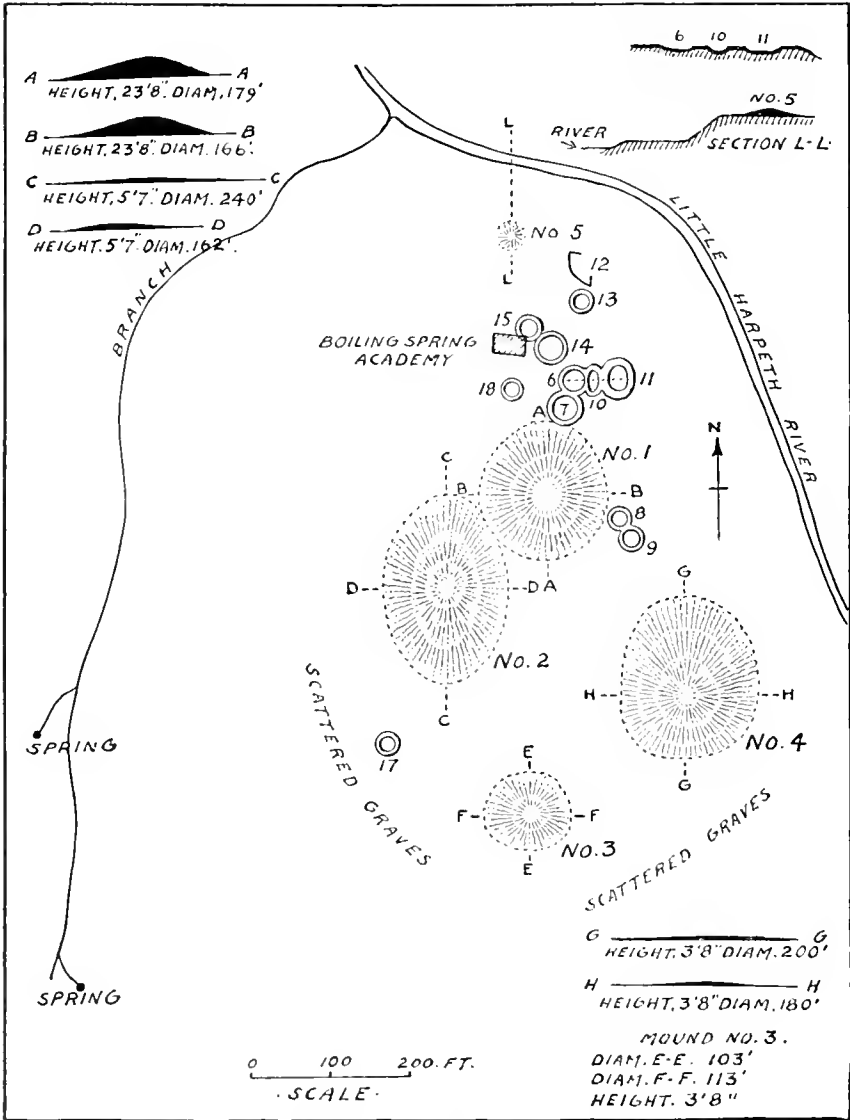 6 10 11
A A
HEIGHT, 23'8". DIAM, 179'
NO. 5
B B
HEIGHT, 23'8". DIAM. 166'.
RIVER
SECTION L-L.
C C
HEIGHT, 5'7". DIAM. 240'
D D
HEIGHT. 5'7". DIAM. 162'.
BRANCH
LITTLE HARPETH RIVER
L
No 5
L
12
13
15
14
BOILING SPRING
ACADEMY
6
10
11
18
7
A
No. 1
C
B
B
8
9
D
D
A
G
No. 2
C
H
H
No. 4
G
SCATTERED GRAVES
SPRING
17
E
F
F
No. 3
E
SCATTERED GRAVES
SPRING
G G
HEIGHT, 3'8" DIAM. 200'
H H
HEIGHT, 3'8" DIAM. 180'
MOUND NO. 3.
DIAM. E-E. 103'
DIAM. F-F. 113'
HEIGHT. 3'8"
N
0 100 200. FT.
. SCALE .